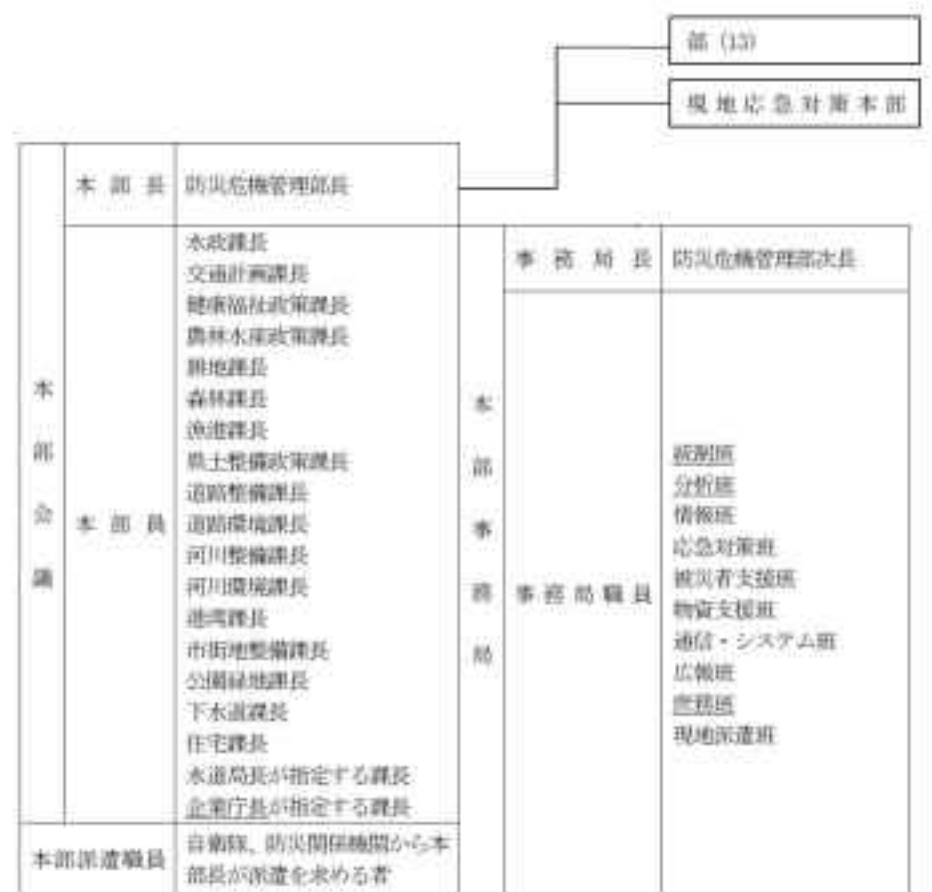 部 (13)
現地応急対策本部
本部長
防災危機管理部長
本部会議
本部員
水政課長
交通計画課長
健康福祉政策課長
農林水産政策課長
耕地課長
森林課長
漁港課長
県土整備政策課長
道路整備課長
道路環境課長
河川整備課長
河川環境課長
港湾課長
市街地整備課長
公園緑地課長
下水道課長
住宅課長
水道局長が指定する課長
企業庁長が指定する課長
本部派遣職員
自衛隊、防災関係機関から本
部長が派遣を求める者
本部事務局
事務局長
防災危機管理部次長
事務局職員
統制班
分析班
情報班
応急対策班
被災者支援班
物資支援班
通信・システム班
広報班
庶務班
現地派遣班